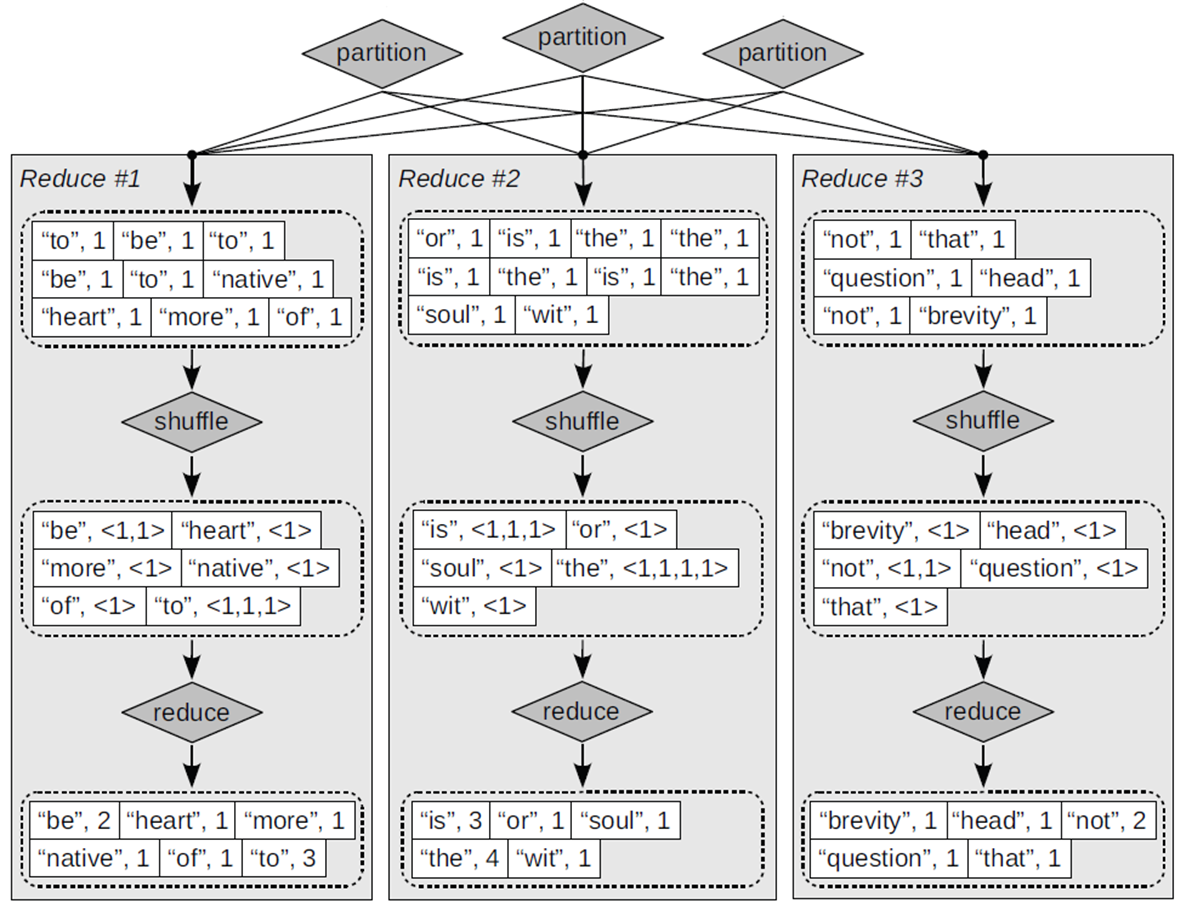 partition
partition
partition
Reduce #1
“to”, 1 “be”, 1 “to”, 1
“be”, 1 “to”, 1 “native”, 1
“heart”, 1 “more”, 1 “of”, 1
shuffle
“be”, <1,1> “heart”, <1>
“more”, <1> “native”, <1>
“of”, <1> “to”, <1,1,1>
reduce
“be”, 2 “heart”, 1 “more”, 1
“native”, 1 “of”, 1 “to”, 3
Reduce #2
“or”, 1 “is”, 1 “the”, 1 “the”, 1
“is”, 1 “the”, 1 “is”, 1 “the”, 1
“soul”, 1 “wit”, 1
shuffle
“is”, <1,1,1> “or”, <1>
“soul”, <1> “the”, <1,1,1,1>
“wit”, <1>
reduce
“is”, 3 “or”, 1 “soul”, 1
“the”, 4 “wit”, 1
Reduce #3
“not”, 1 “that”, 1
“question”, 1 “head”, 1
“not”, 1 “brevity”, 1
shuffle
“brevity”, <1> “head”, <1>
“not”, <1,1> “question”, <1>
“that”, <1>
reduce
“brevity”, 1 “head”, 1 “not”, 2
“question”, 1 “that”, 1